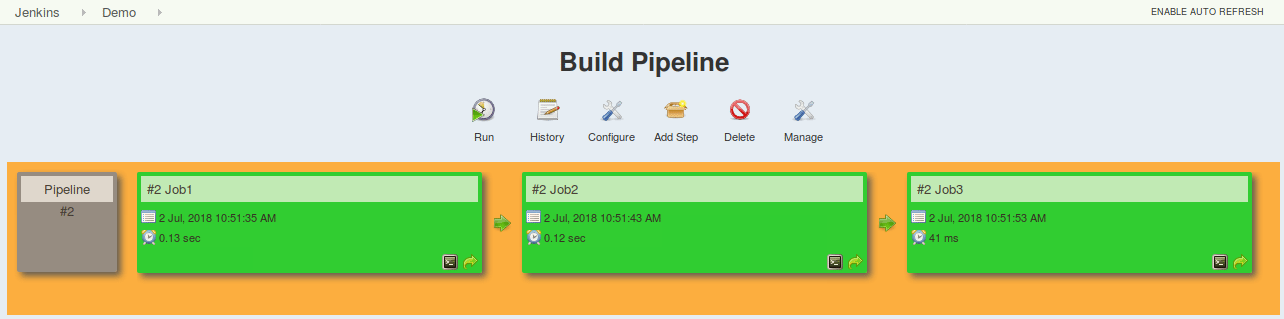 Jenkins Demo ENABLE AUTO REFRESH
Build Pipeline
Run History Configure Add Step Delete Manage
Pipeline
#2
#2 Job1
2 Jul, 2018 10:51:35 AM
0.13 sec
#2 Job2
2 Jul, 2018 10:51:43 AM
0.12 sec
#2 Job3
2 Jul, 2018 10:51:53 AM
41 ms